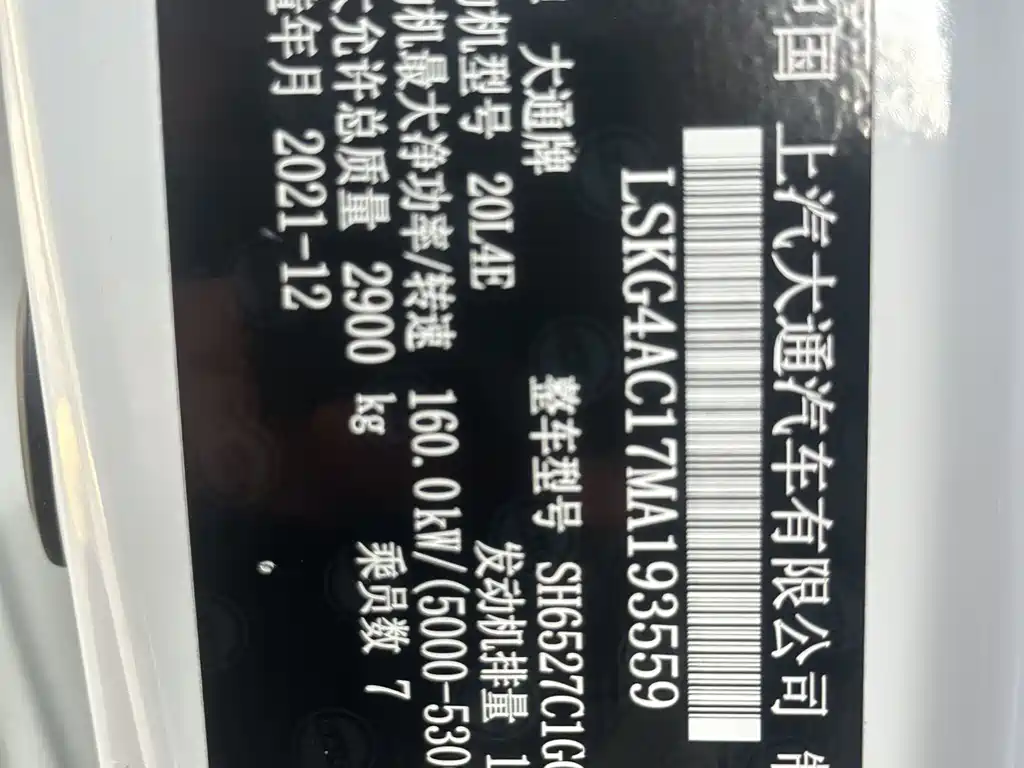 中国 上汽大通汽车有限公司
LSKG4AC17MA193559
大通牌 整车型号 SH6527C1G
机型号 20L4E 发动机排量 1
机最大净功率/转速 160.0kW/(5000-530
允许总质量 2900 kg 乘员数 7
年月 2021-12